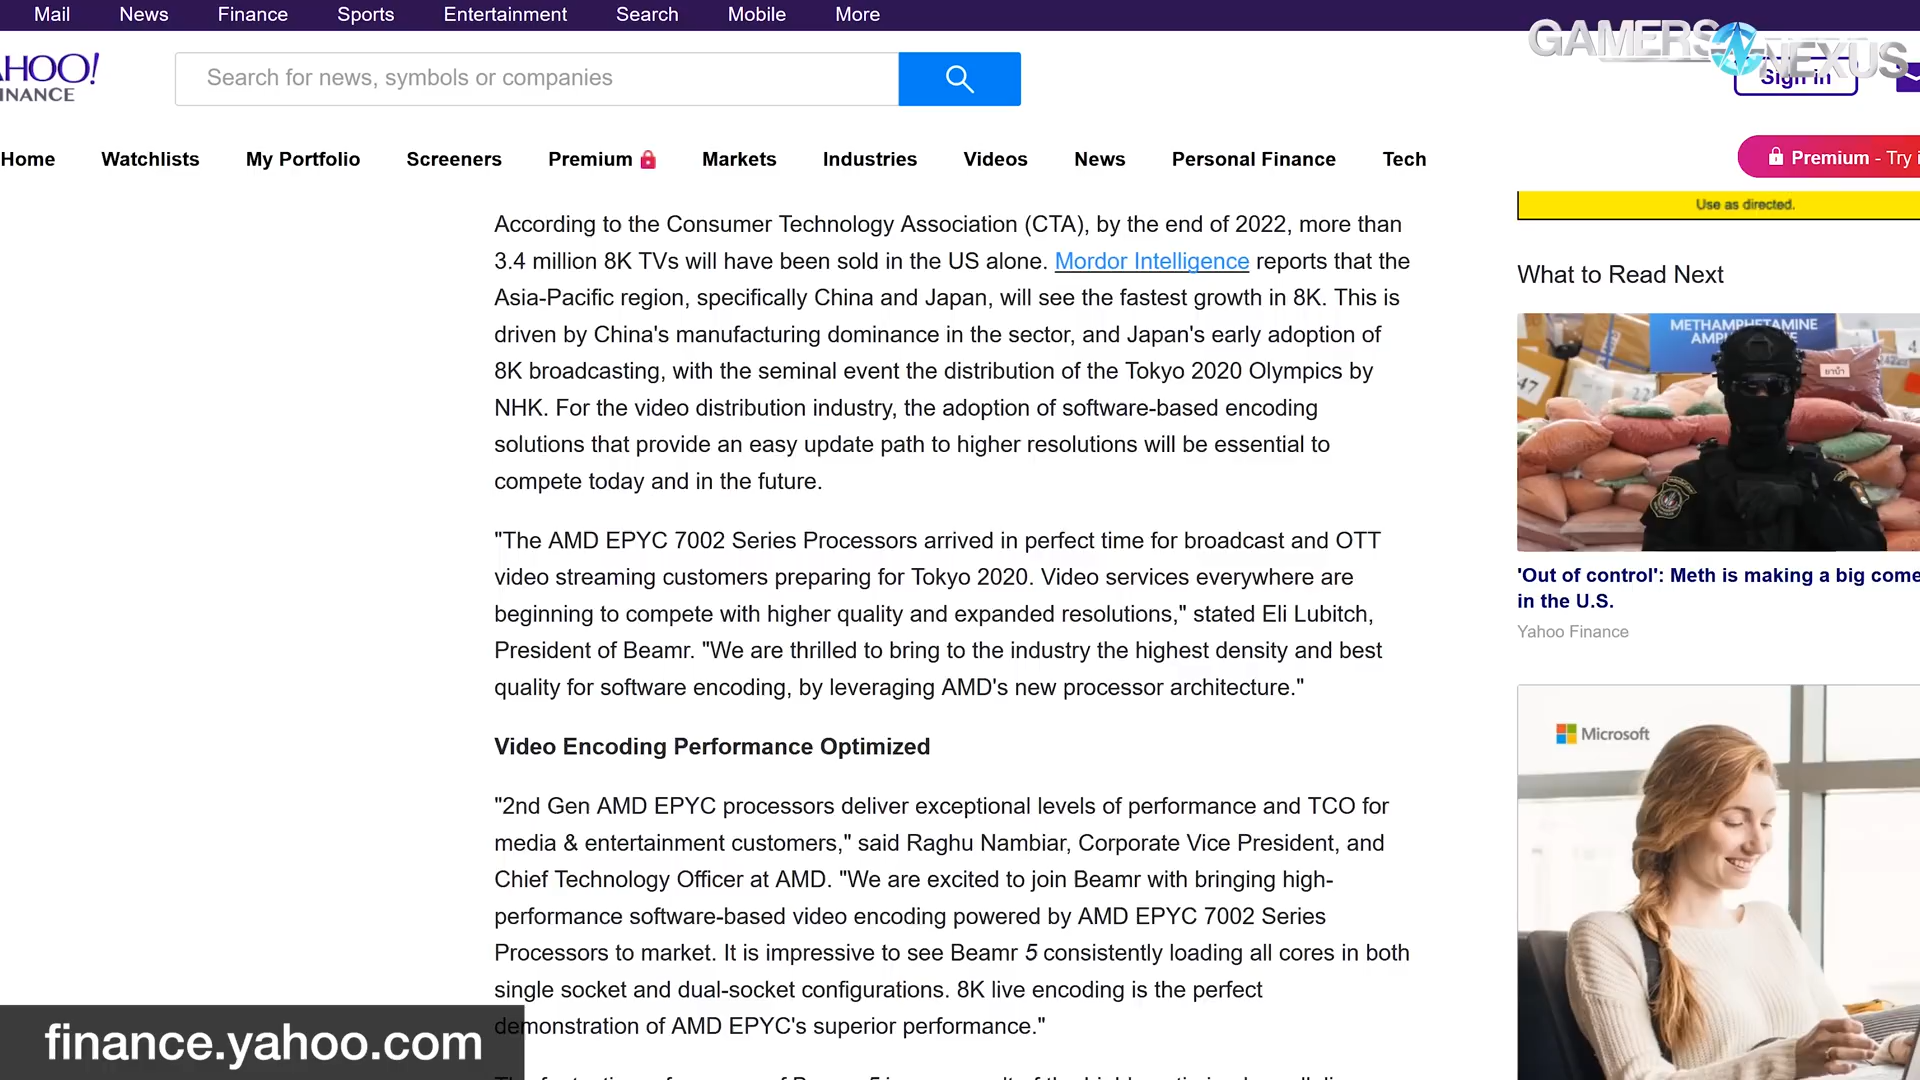 Mail News Finance Sports Entertainment Search Mobile More
GAMERS NEXUS
HOO!
INANCE
Search for news, symbols or companies
Sign in
Home Watchlists My Portfolio Screeners Premium Markets Industries Videos News Personal Finance Tech
Premium - Try
According to the Consumer Technology Association (CTA), by the end of 2022, more than
3.4 million 8K TVs will have been sold in the US alone. Mordor Intelligence reports that the
Asia-Pacific region, specifically China and Japan, will see the fastest growth in 8K. This is
driven by China's manufacturing dominance in the sector, and Japan's early adoption of
8K broadcasting, with the seminal event the distribution of the Tokyo 2020 Olympics by
NHK. For the video distribution industry, the adoption of software-based encoding
solutions that provide an easy update path to higher resolutions will be essential to
compete today and in the future.
"The AMD EPYC 7002 Series Processors arrived in perfect time for broadcast and OTT
video streaming customers preparing for Tokyo 2020. Video services everywhere are
beginning to compete with higher quality and expanded resolutions," stated Eli Lubitch,
President of Beamr. "We are thrilled to bring to the industry the highest density and best
quality for software encoding, by leveraging AMD's new processor architecture."
Video Encoding Performance Optimized
"2nd Gen AMD EPYC processors deliver exceptional levels of performance and TCO for
media & entertainment customers," said Raghu Nambiar, Corporate Vice President, and
Chief Technology Officer at AMD. "We are excited to join Beamr with bringing high-
performance software-based video encoding powered by AMD EPYC 7002 Series
Processors to market. It is impressive to see Beamr 5 consistently loading all cores in both
single socket and dual-socket configurations. 8K live encoding is the perfect
demonstration of AMD EPYC's superior performance."
Use as directed.
What to Read Next
METHAMPHETAMINE
47
22
4
ยาบ้า
'Out of control': Meth is making a big come
in the U.S.
Yahoo Finance
Microsoft
finance.yahoo.com